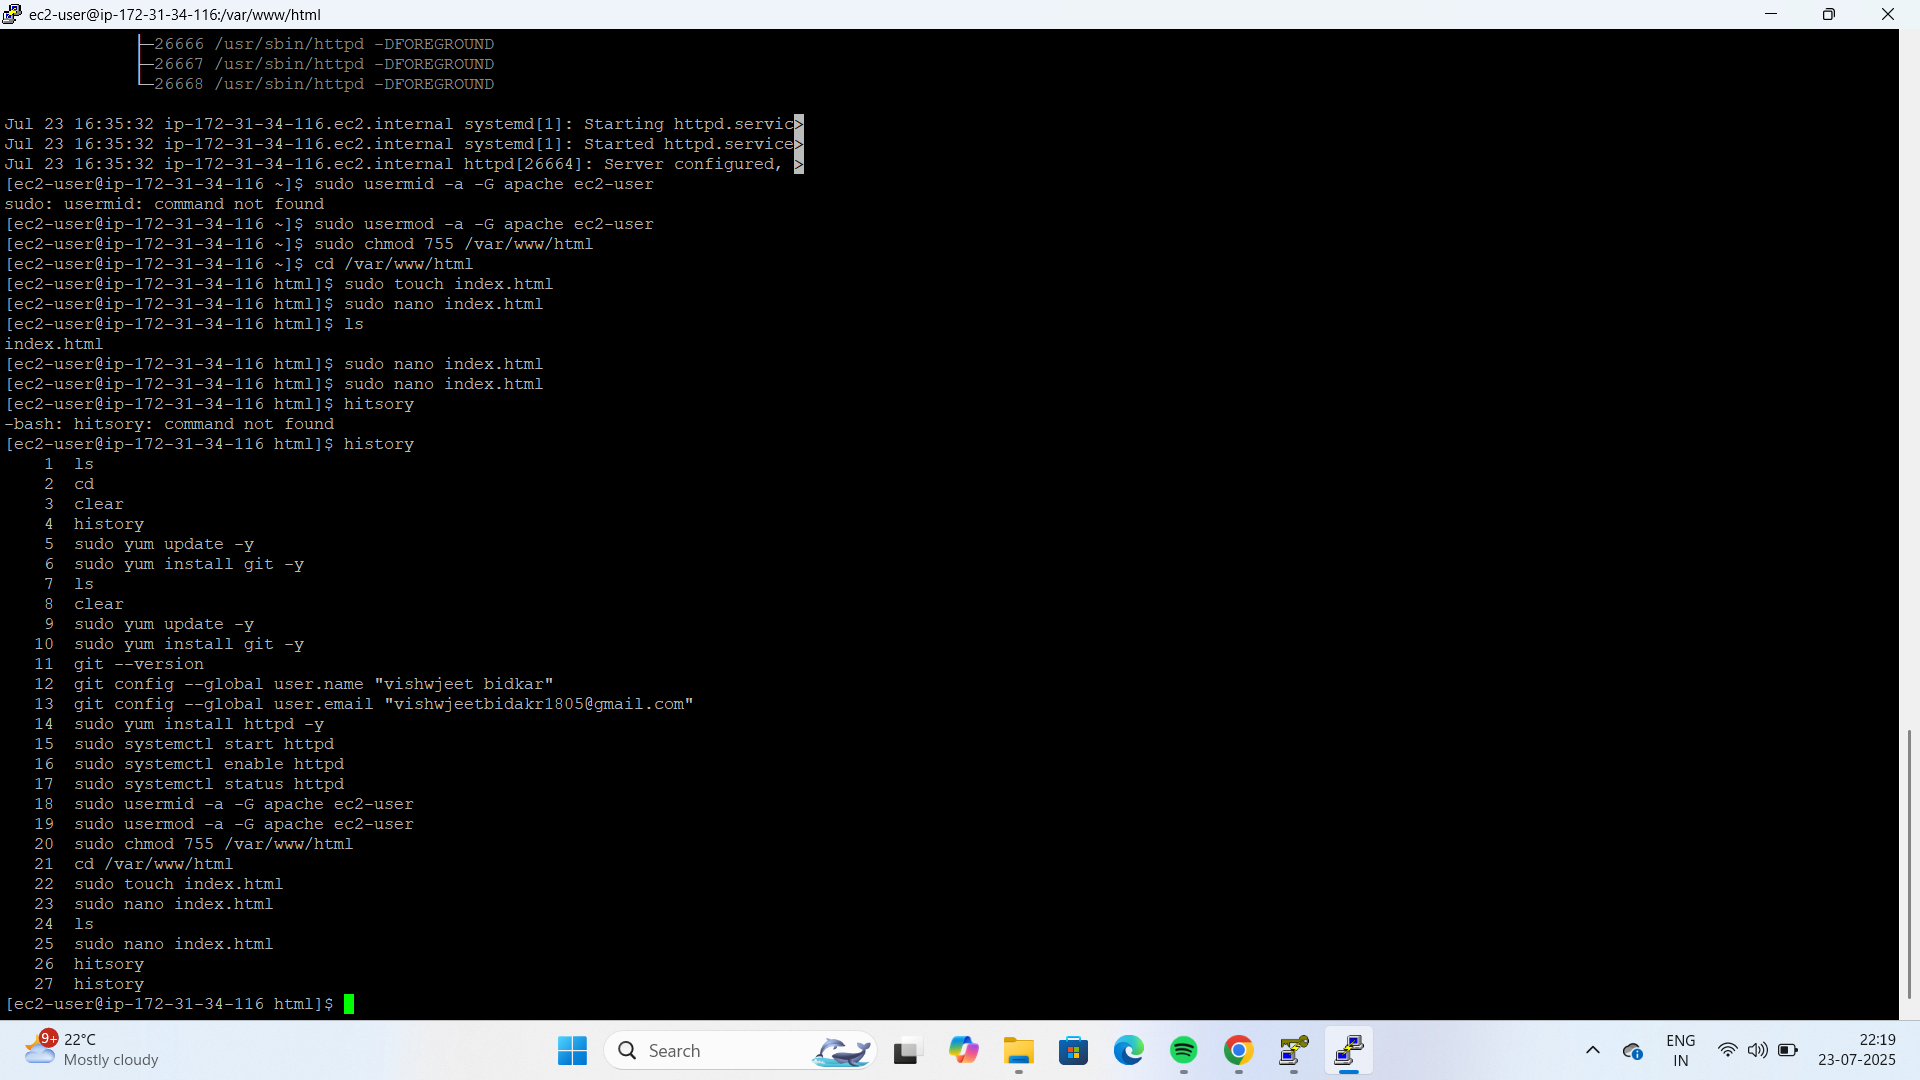 ec2-user@ip-172-31-34-116:/var/www/html
├─26666 /usr/sbin/httpd -DFOREGROUND
├─26667 /usr/sbin/httpd -DFOREGROUND
└─26668 /usr/sbin/httpd -DFOREGROUND
Jul 23 16:35:32 ip-172-31-34-116.ec2.internal systemd[1]: Starting httpd.servic>
Jul 23 16:35:32 ip-172-31-34-116.ec2.internal systemd[1]: Started httpd.service>
Jul 23 16:35:32 ip-172-31-34-116.ec2.internal httpd[26664]: Server configured, >
[ec2-user@ip-172-31-34-116 ~]$ sudo usermid -a -G apache ec2-user
sudo: usermid: command not found
[ec2-user@ip-172-31-34-116 ~]$ sudo usermod -a -G apache ec2-user
[ec2-user@ip-172-31-34-116 ~]$ sudo chmod 755 /var/www/html
[ec2-user@ip-172-31-34-116 ~]$ cd /var/www/html
[ec2-user@ip-172-31-34-116 html]$ sudo touch index.html
[ec2-user@ip-172-31-34-116 html]$ sudo nano index.html
[ec2-user@ip-172-31-34-116 html]$ ls
index.html
[ec2-user@ip-172-31-34-116 html]$ sudo nano index.html
[ec2-user@ip-172-31-34-116 html]$ sudo nano index.html
[ec2-user@ip-172-31-34-116 html]$ hitsory
-bash: hitsory: command not found
[ec2-user@ip-172-31-34-116 html]$ history
1 ls
2 cd
3 clear
4 history
5 sudo yum update -y
6 sudo yum install git -y
7 ls
8 clear
9 sudo yum update -y
10 sudo yum install git -y
11 git --version
12 git config --global user.name "vishwjeet bidkar"
13 git config --global user.email "vishwjeetbidakr1805@gmail.com"
14 sudo yum install httpd -y
15 sudo systemctl start httpd
16 sudo systemctl enable httpd
17 sudo systemctl status httpd
18 sudo usermid -a -G apache ec2-user
19 sudo usermod -a -G apache ec2-user
20 sudo chmod 755 /var/www/html
21 cd /var/www/html
22 sudo touch index.html
23 sudo nano index.html
24 ls
25 sudo nano index.html
26 hitsory
27 history
[ec2-user@ip-172-31-34-116 html]$
9+
22°C
Mostly cloudy
Search
ENG
IN
22:19
23-07-2025